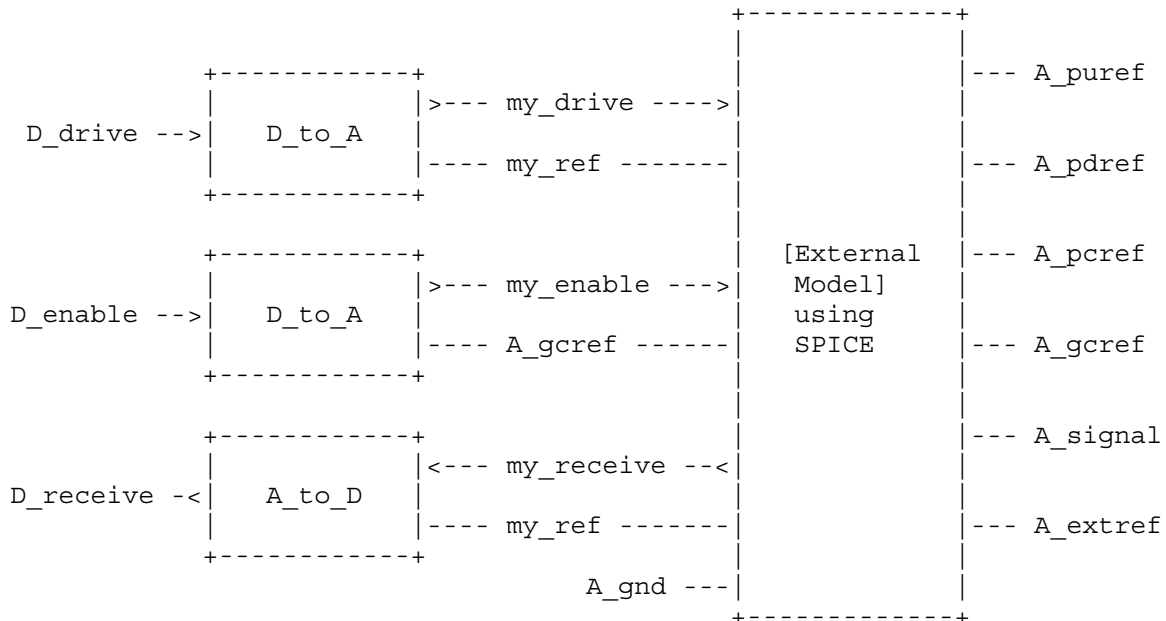 +-------------+
|             |
+------------+                    |             |--- A_puref
|            |>--- my_drive ---->|             |
D_drive -->|   D_to_A   |                    |             |
|            |---- my_ref -------|             |--- A_pdref
+------------+                    |             |
|             |
+------------+                    |  [External  |--- A_pcref
|            |>--- my_enable --->|   Model]    |
D_enable -->|   D_to_A   |                    |   using     |
|            |---- A_gcref ------|   SPICE     |--- A_gcref
+------------+                    |             |
|             |
+------------+                    |             |--- A_signal
|            |<--- my_receive --<|             |
D_receive -<|   A_to_D   |                    |             |
|            |---- my_ref -------|             |--- A_extref
+------------+                    |             |
A_gnd ---|             |
+-------------+